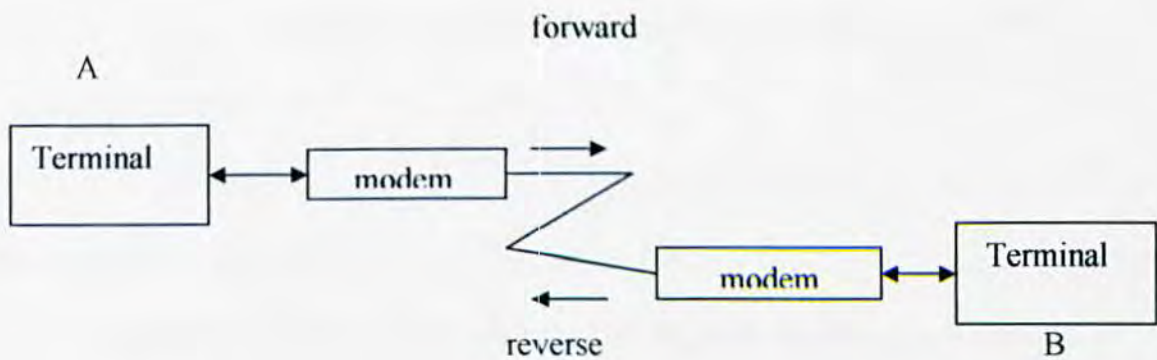 forward
A
Terminal
modem
Terminal
modem
reverse
B